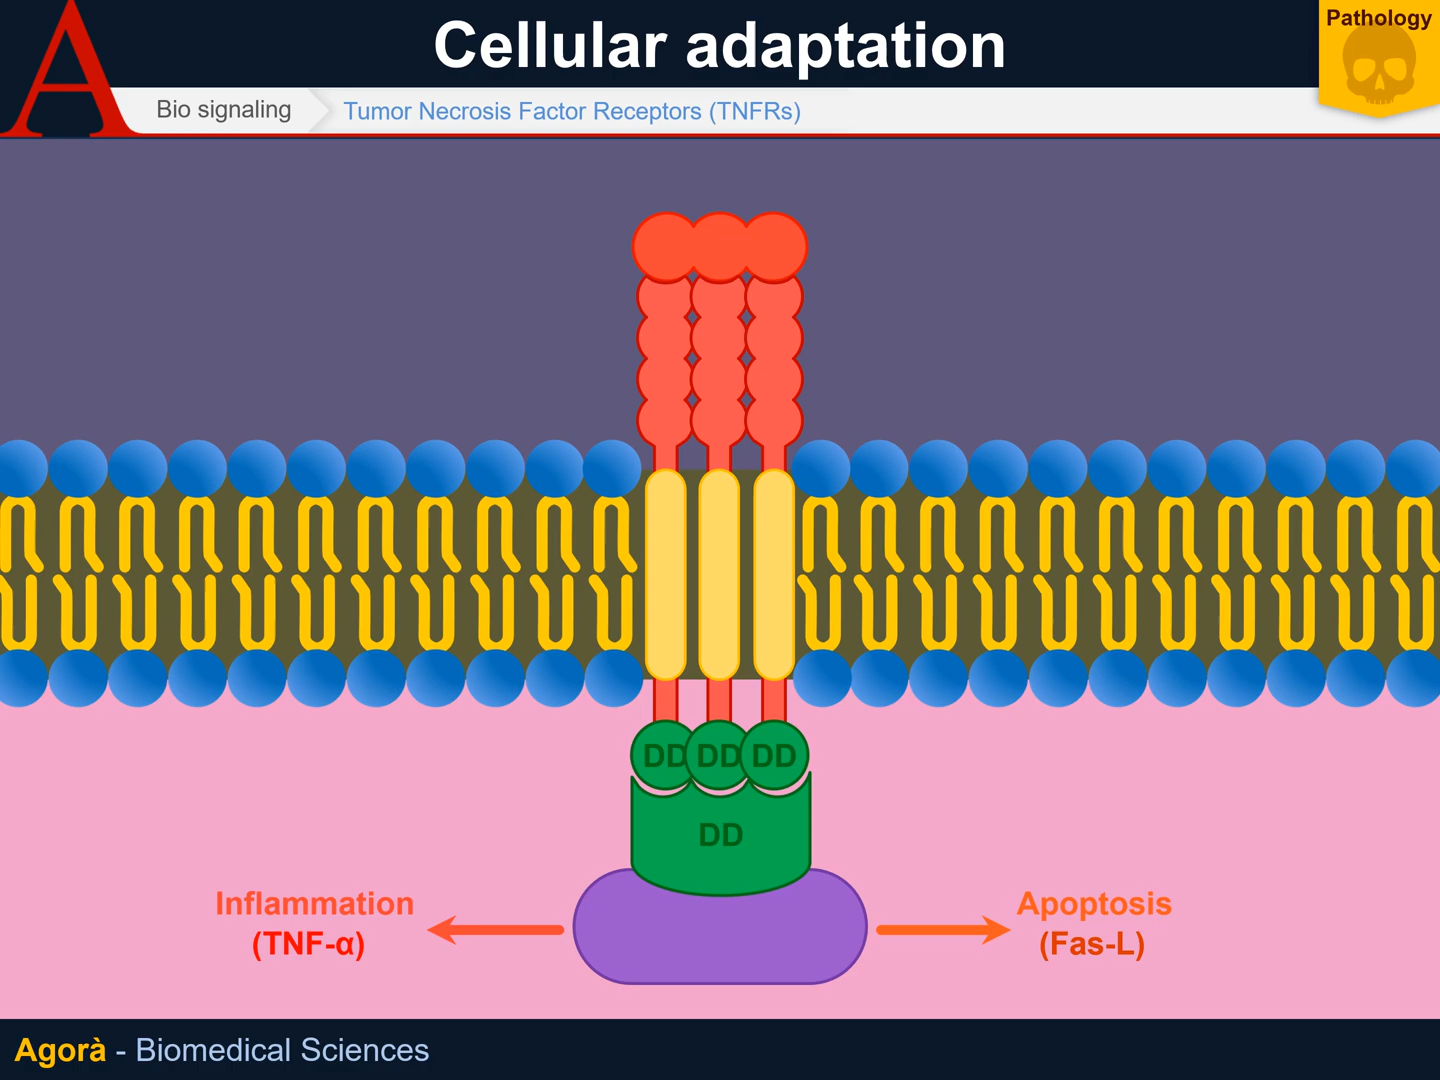 A
Cellular adaptation
Pathology
Bio signaling
Tumor Necrosis Factor Receptors (TNFRs)
DD DD DD
DD
Inflammation
(TNF-α)
Apoptosis
(Fas-L)
Agorà - Biomedical Sciences